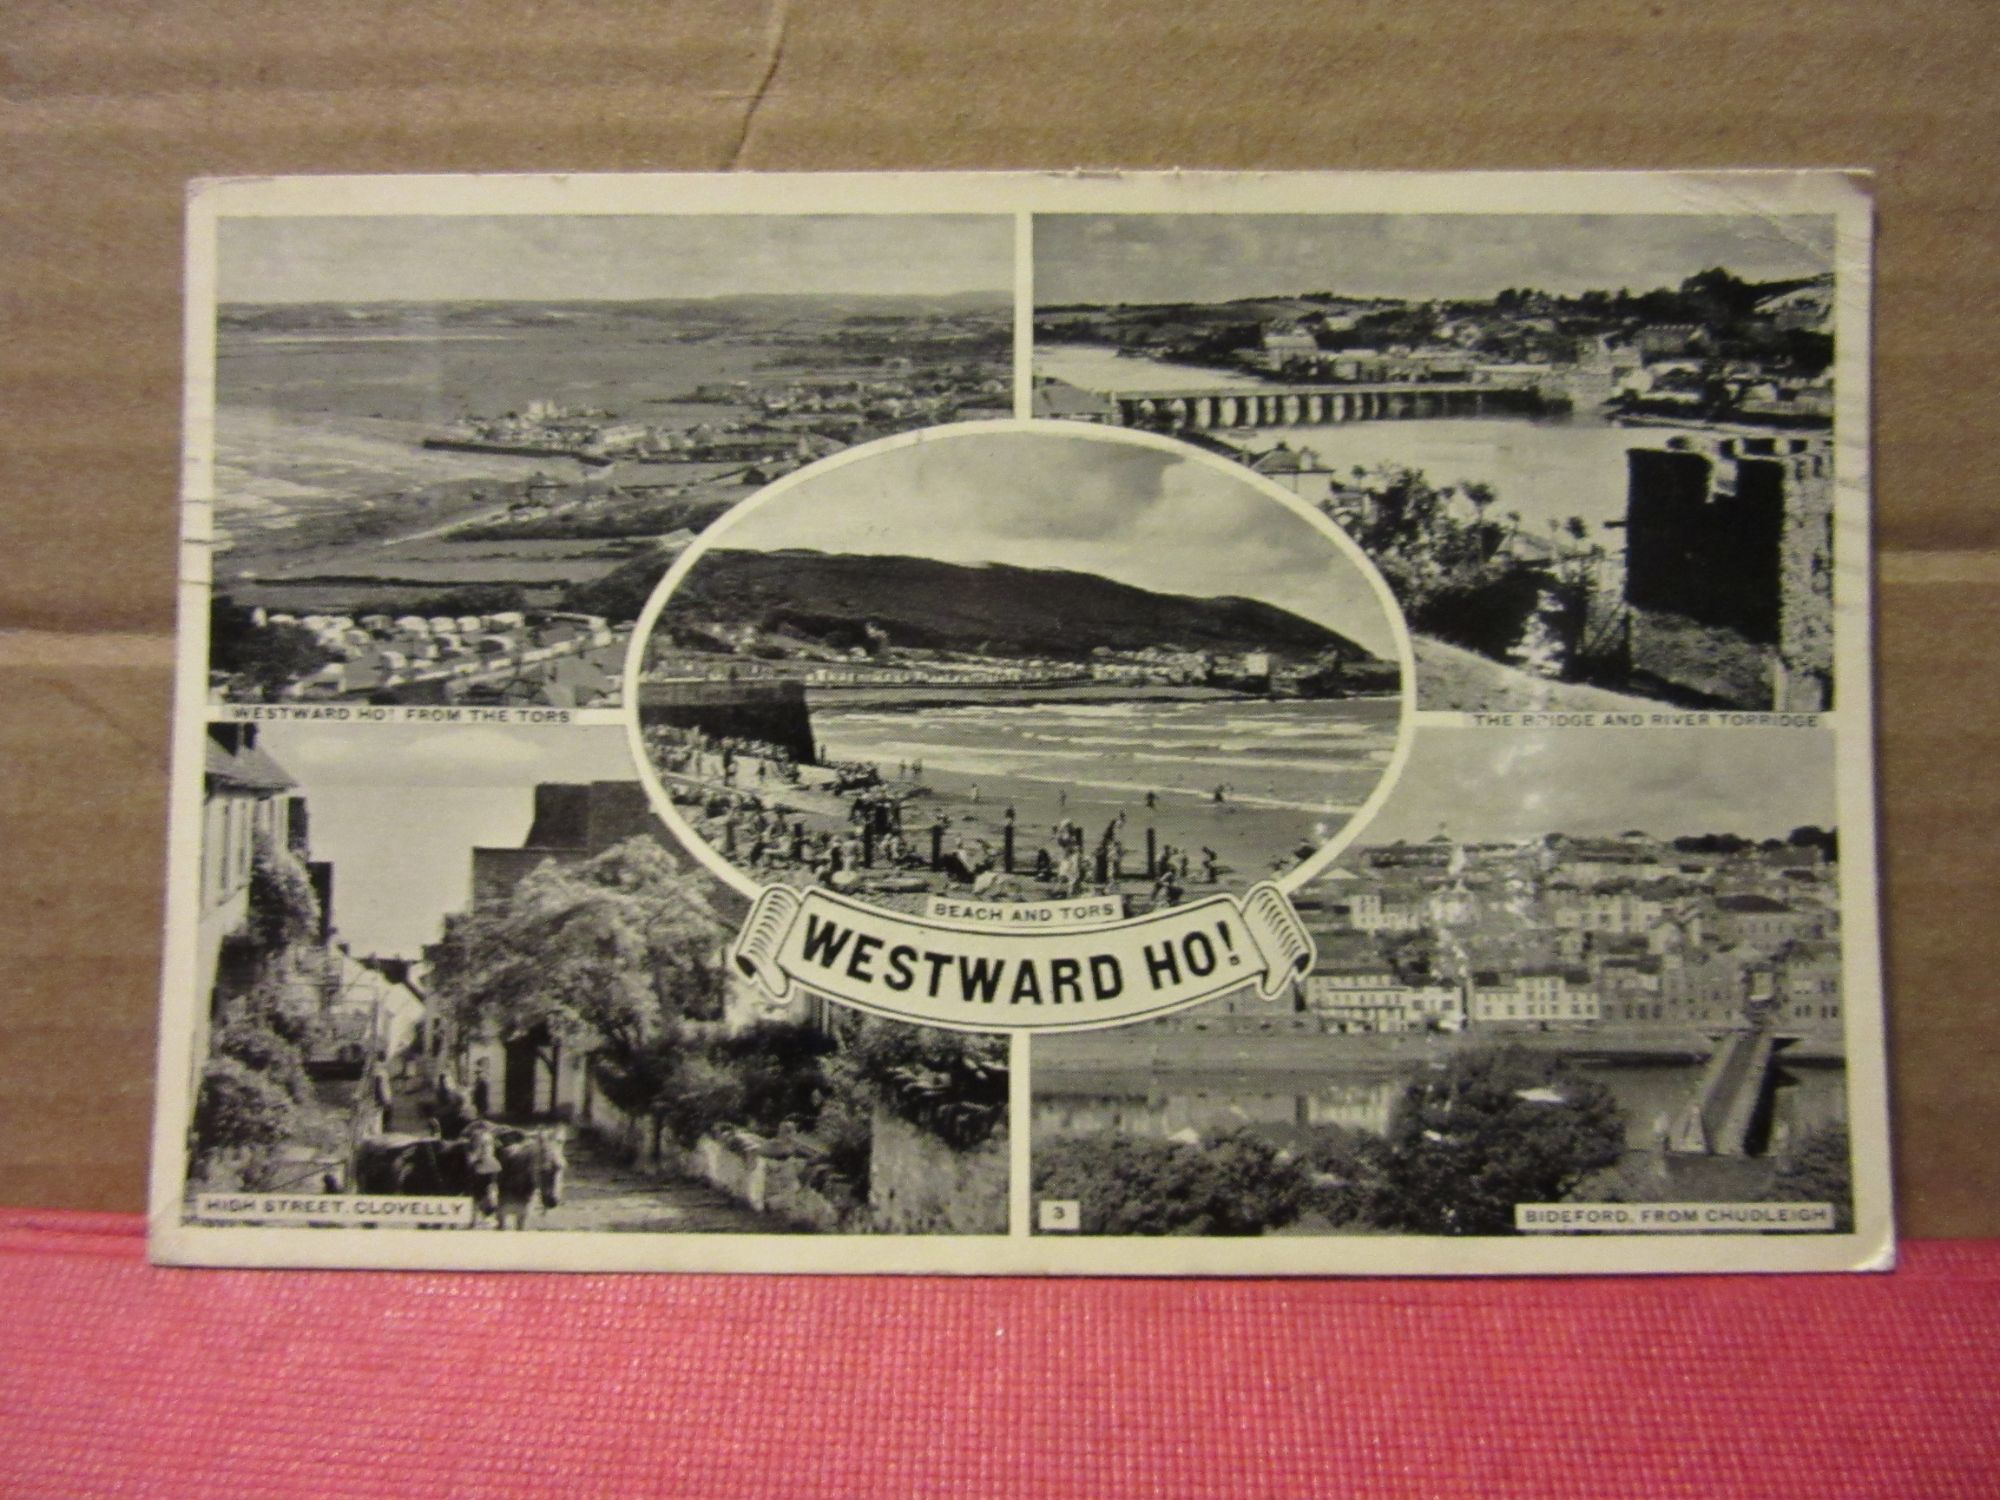 WESTWARD HO! FROM THE TORS
THE BRIDGE AND RIVER TORRIDGE
BEACH AND TORS
WESTWARD HO!
HIGH STREET, CLOVELLY
3
BIDEFORD, FROM CHUDLEIGH